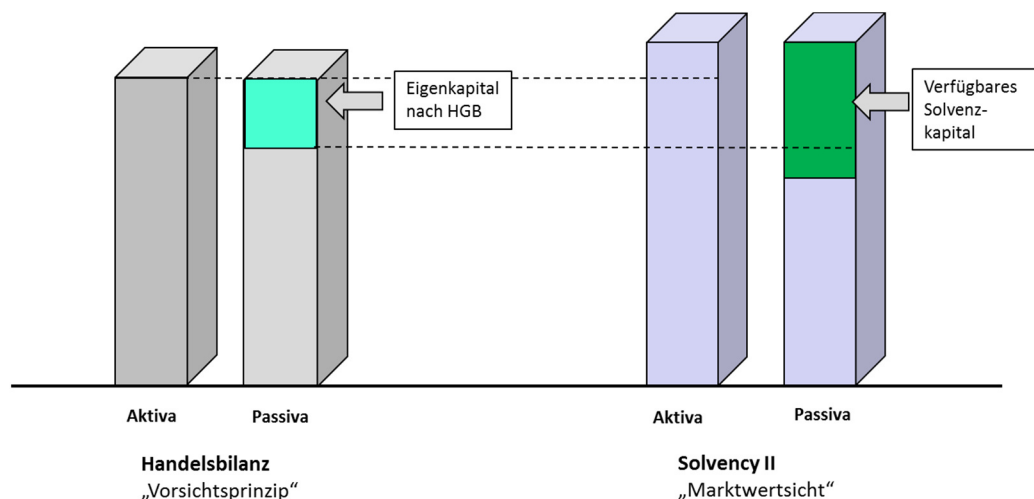 Eigenkapital
nach HGB
Verfügbares
Solvenz-
kapital
Aktiva
Passiva
Aktiva
Passiva
Handelsbilanz
„Vorsichtsprinzip“
Solvency II
„Marktwertsicht“